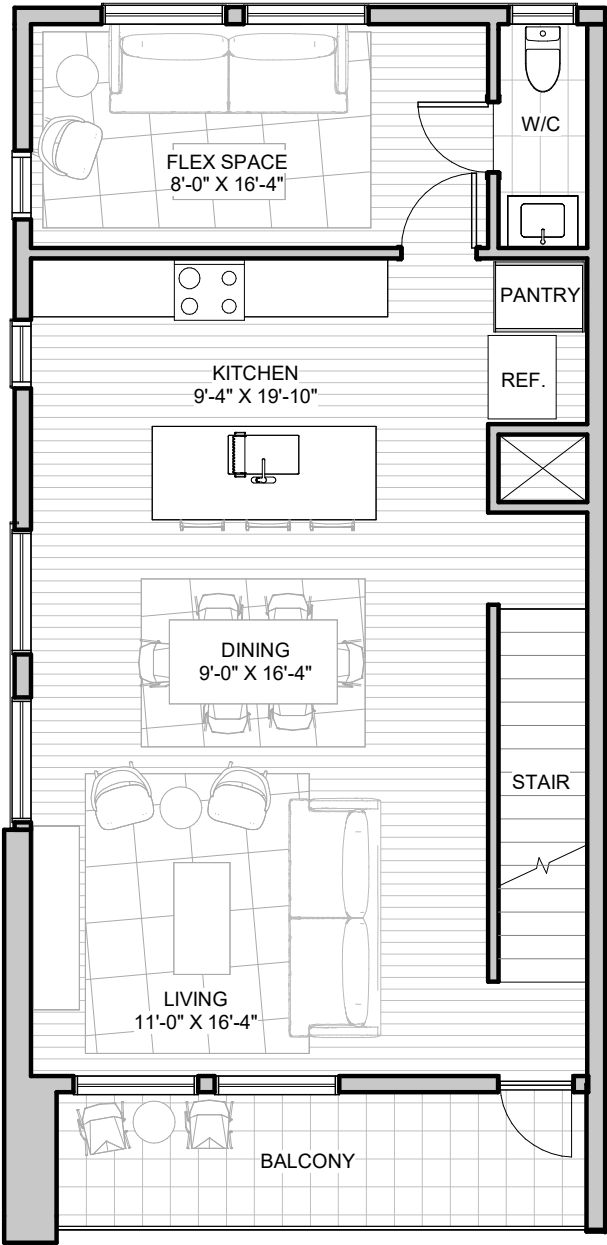 W/C
FLEX SPACE
8'-0" X 16'-4"
PANTRY
KITCHEN
9'-4" X 19'-10"
REF.
DINING
9'-0" X 16'-4"
STAIR
LIVING
11'-0" X 16'-4"
BALCONY